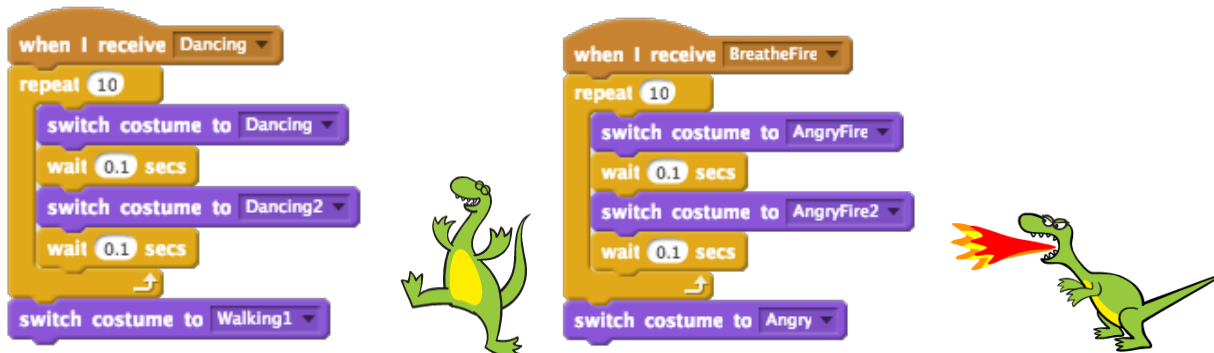 when I receive Dancing
repeat 10
switch costume to Dancing
wait 0.1 secs
switch costume to Dancing2
wait 0.1 secs
switch costume to Walking1
when I receive BreatheFire
repeat 10
switch costume to AngryFire
wait 0.1 secs
switch costume to AngryFire2
wait 0.1 secs
switch costume to Angry